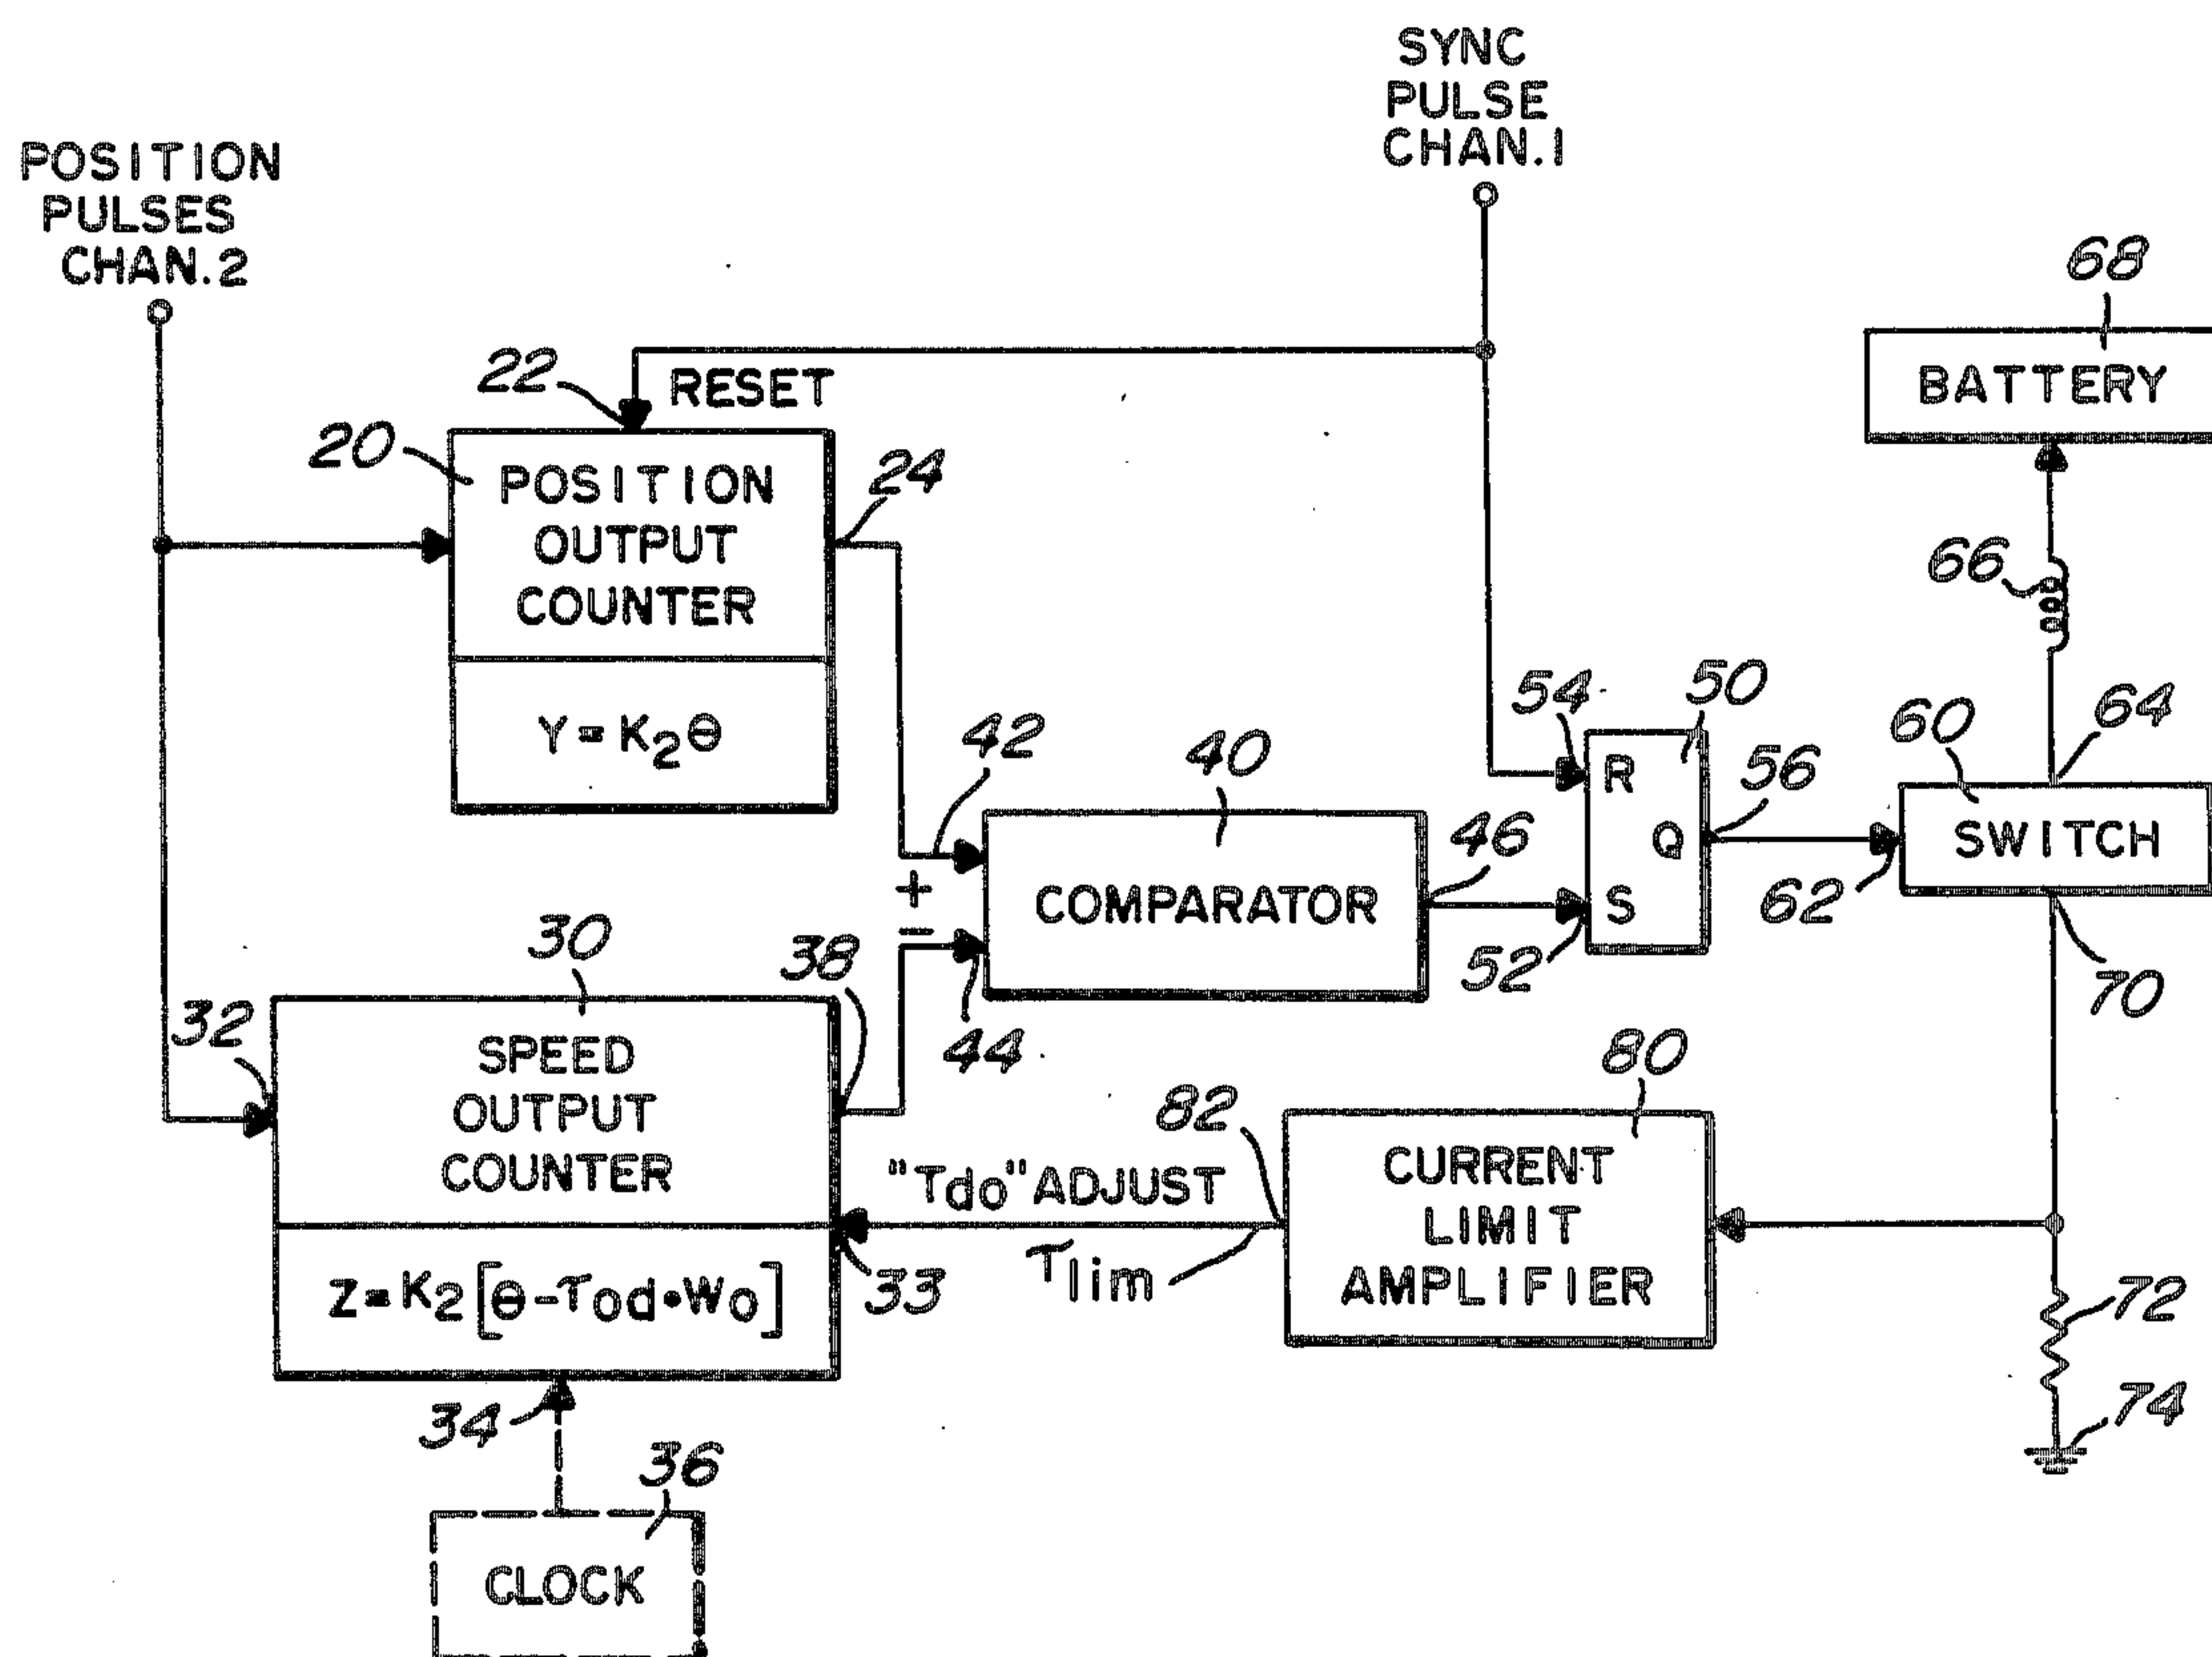 SYNC
PULSE
CHAN.1
POSITION
PULSES
CHAN.2
68
BATTERY
22
RESET
20
POSITION
OUTPUT
COUNTER
24
66
Y=K2Θ
42
40
54
50
56
60
64
R
Q
S
+
−
COMPARATOR
46
52
62
SWITCH
70
30
38
44
32
SPEED
OUTPUT
COUNTER
80
82
"Tdo" ADJUST
CURRENT
LIMIT
AMPLIFIER
Tlim
33
Z=K2[Θ-τod•Wo]
72
74
34
36
CLOCK